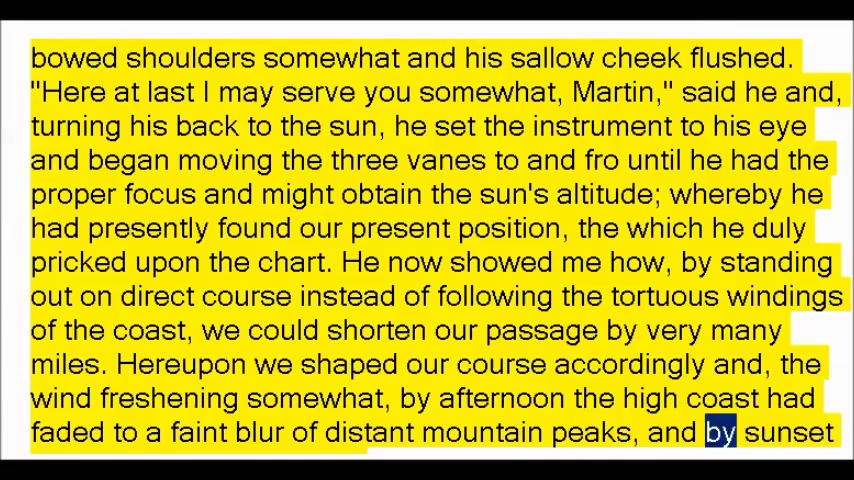 bowed shoulders somewhat and his sallow cheek flushed.
"Here at last I may serve you somewhat, Martin," said he and,
turning his back to the sun, he set the instrument to his eye
and began moving the three vanes to and fro until he had the
proper focus and might obtain the sun's altitude; whereby he
had presently found our present position, the which he duly
pricked upon the chart. He now showed me how, by standing
out on direct course instead of following the tortuous windings
of the coast, we could shorten our passage by very many
miles. Hereupon we shaped our course accordingly and, the
wind freshening somewhat, by afternoon the high coast had
faded to a faint blur of distant mountain peaks, and by sunset